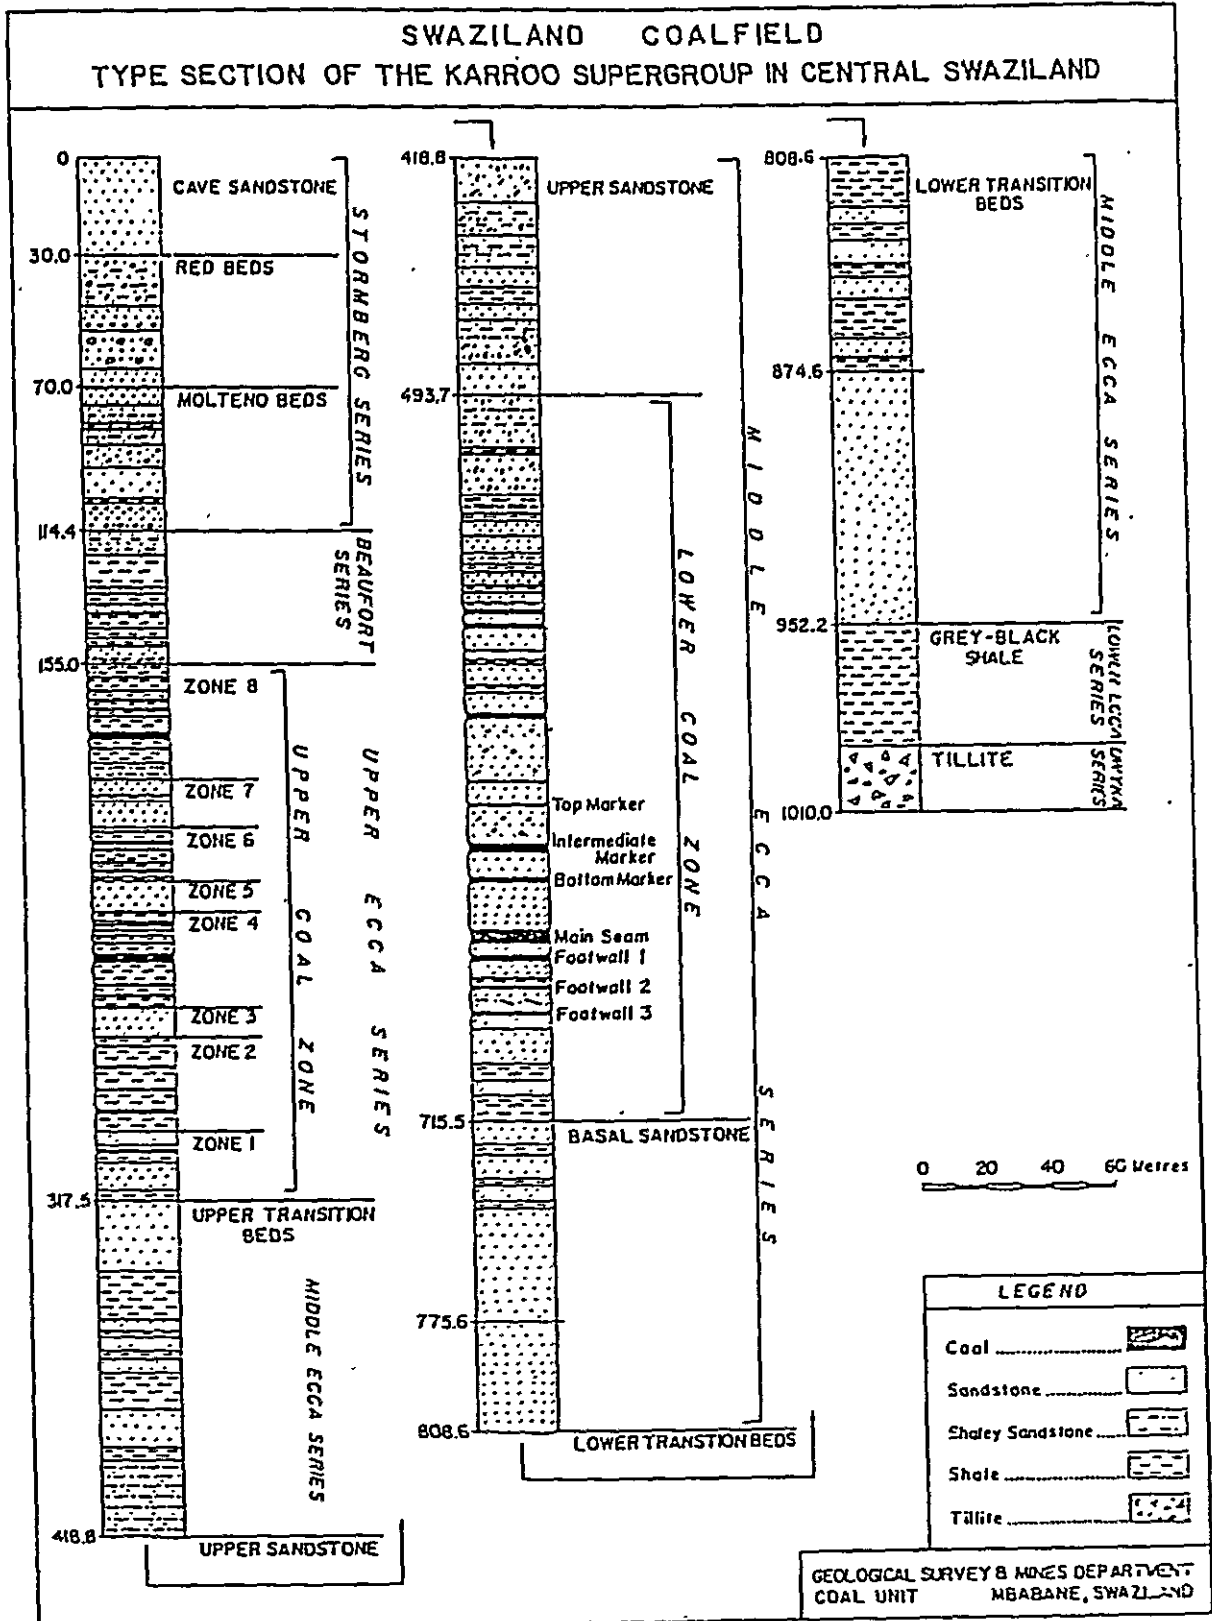 SWAZILAND COALFIELD
TYPE SECTION OF THE KARROO SUPERGROUP IN CENTRAL SWAZILAND
0
CAVE SANDSTONE
30.0
RED BEDS
70.0
MOLTENO BEDS
STORMBERG SERIES
114.4
BEAUFORT
SERIES
155.0
ZONE 8
ZONE 7
ZONE 6
ZONE 5
ZONE 4
ZONE 3
ZONE 2
ZONE 1
UPPER COAL ZONE
UPPER ECCA SERIES
317.5
UPPER TRANSITION
BEDS
MIDDLE ECCA SERIES
418.8
UPPER SANDSTONE
418.8
UPPER SANDSTONE
493.7
Top Marker
Intermediate
Marker
Bottom Marker
Main Seam
Footwall 1
Footwall 2
Footwall 3
LOWER COAL ZONE
MIDDLE ECCA SERIES
715.5
BASAL SANDSTONE
775.6
808.6
LOWER TRANSTION BEDS
808.6
LOWER TRANSITION
BEDS
874.6
MIDDLE ECCA SERIES
952.2
GREY-BLACK
SHALE
LOWER ECCA
SERIES
TILLITE
DWYKA
SERIES
1010.0
0 20 40 60 Metres
LEGEND
Coal
Sandstone
Shaley Sandstone
Shale
Tillite
GEOLOGICAL SURVEY & MINES DEPARTMENT
COAL UNIT MBABANE, SWAZILAND